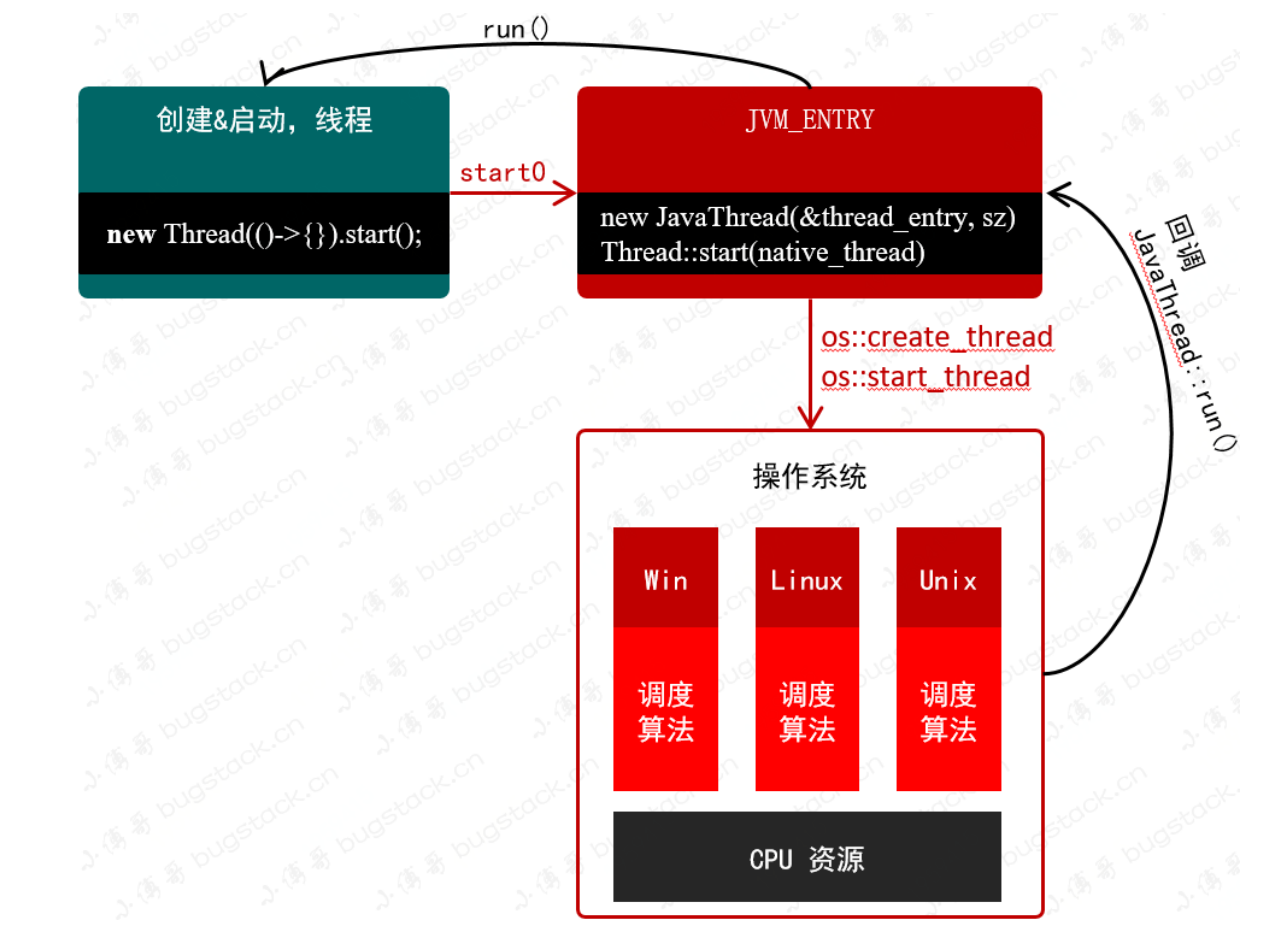 run()
创建&启动，线程
new Thread(()->{}).start();
start0
JVM_ENTRY
new JavaThread(&thread_entry, sz)
Thread::start(native_thread)
os::create_thread
os::start_thread
回调
JavaThread::run()
操作系统
Win
调度
算法
Linux
调度
算法
Unix
调度
算法
CPU 资源
小傅哥 bugstack.cn